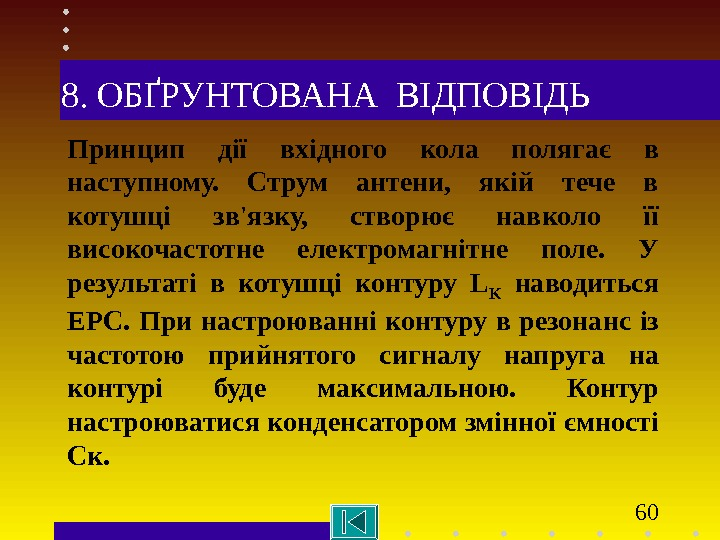 8. ОБҐРУНТОВАНА ВІДПОВІДЬ
Принцип дії вхідного кола полягає в
наступному. Струм антени, якій тече в
котушці зв'язку, створює навколо її
високочастотне електромагнітне поле. У
результаті в котушці контуру LК наводиться
ЕРС. При настроюванні контуру в резонанс із
частотою прийнятого сигналу напруга на
контурі буде максимальною. Контур
настроюватися конденсатором змінної ємності
Ск.
60